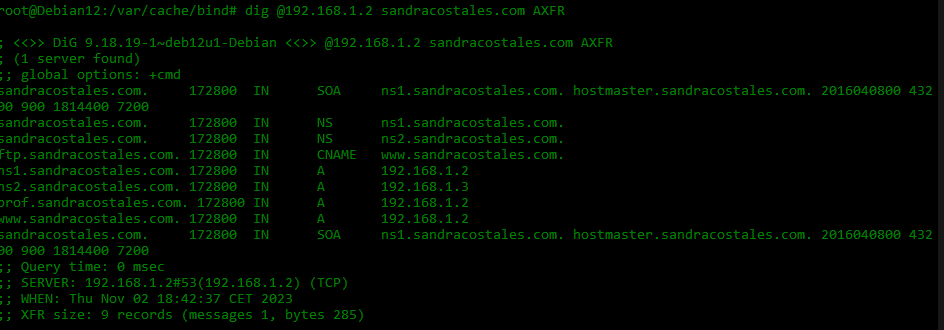 root@Debian12:/var/cache/bind# dig @192.168.1.2 sandracostales.com AXFR
; <<>> DiG 9.18.19-1~deb12u1-Debian <<>> @192.168.1.2 sandracostales.com AXFR
; (1 server found)
;; global options: +cmd
sandracostales.com. 172800 IN SOA ns1.sandracostales.com. hostmaster.sandracostales.com. 2016040800 432
00 900 1814400 7200
sandracostales.com. 172800 IN NS ns1.sandracostales.com.
sandracostales.com. 172800 IN NS ns2.sandracostales.com.
ftp.sandracostales.com. 172800 IN CNAME www.sandracostales.com.
ns1.sandracostales.com. 172800 IN A 192.168.1.2
ns2.sandracostales.com. 172800 IN A 192.168.1.3
prof.sandracostales.com. 172800 IN A 192.168.1.2
www.sandracostales.com. 172800 IN A 192.168.1.2
sandracostales.com. 172800 IN SOA ns1.sandracostales.com. hostmaster.sandracostales.com. 2016040800 432
00 900 1814400 7200
;; Query time: 0 msec
;; SERVER: 192.168.1.2#53(192.168.1.2) (TCP)
;; WHEN: Thu Nov 02 18:42:37 CET 2023
;; XFR size: 9 records (messages 1, bytes 285)